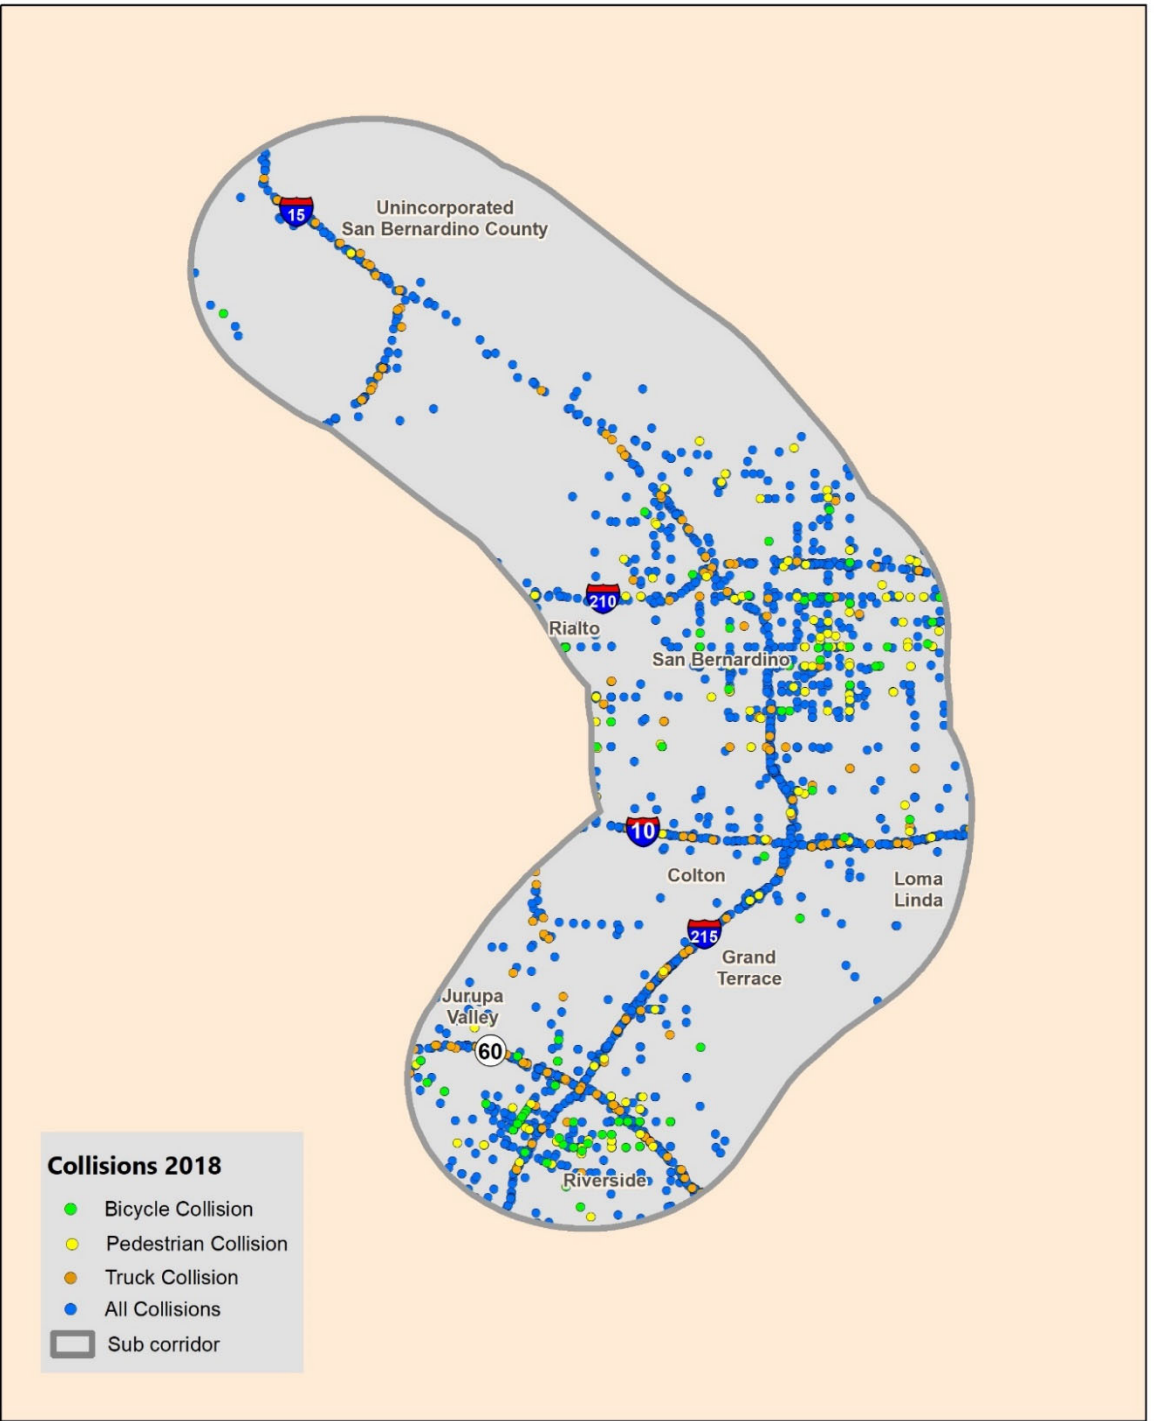 15
Unincorporated
San Bernardino County
210
Rialto
San Bernardino
10
Colton
Loma
Linda
215
Grand
Terrace
Jurupa
Valley
60
Riverside
Collisions 2018
Bicycle Collision
Pedestrian Collision
Truck Collision
All Collisions
Sub corridor